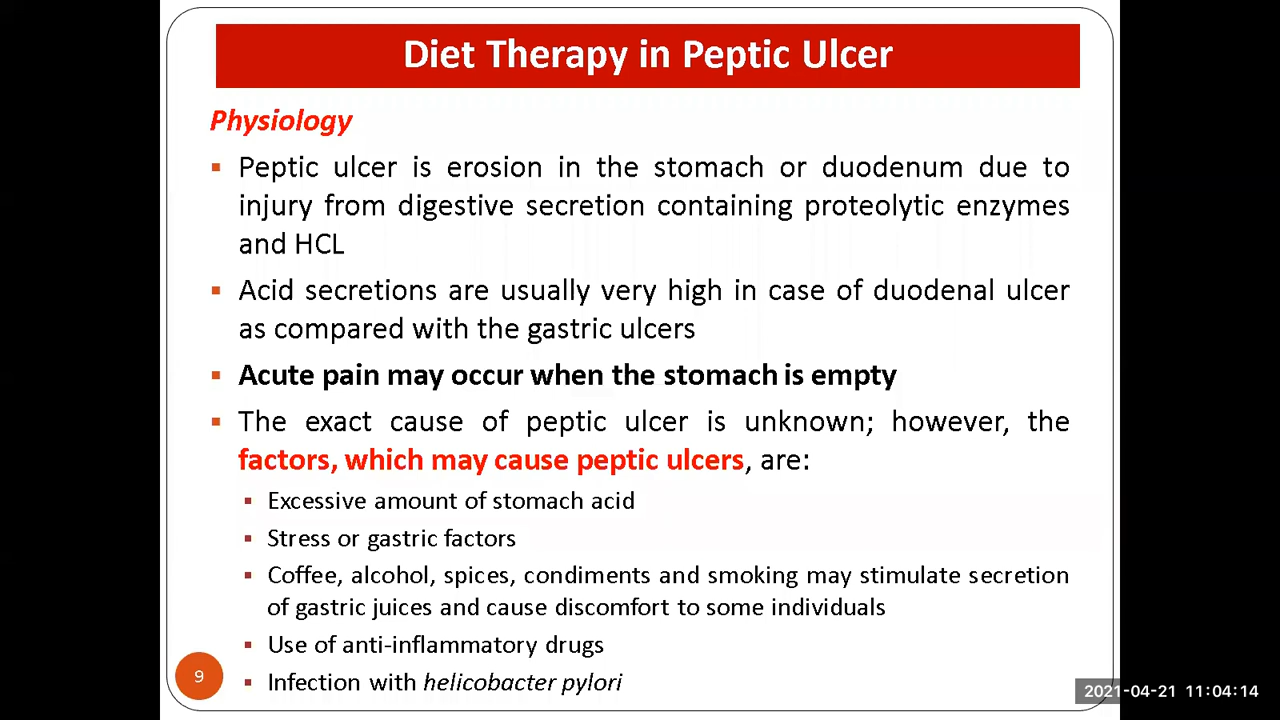 Diet Therapy in Peptic Ulcer
Physiology
▪ Peptic ulcer is erosion in the stomach or duodenum due to
injury from digestive secretion containing proteolytic enzymes
and HCL
▪ Acid secretions are usually very high in case of duodenal ulcer
as compared with the gastric ulcers
▪ Acute pain may occur when the stomach is empty
▪ The exact cause of peptic ulcer is unknown; however, the
factors, which may cause peptic ulcers, are:
▪ Excessive amount of stomach acid
▪ Stress or gastric factors
▪ Coffee, alcohol, spices, condiments and smoking may stimulate secretion
of gastric juices and cause discomfort to some individuals
▪ Use of anti-inflammatory drugs
▪ Infection with helicobacter pylori
9
2021-04-21 11:04:14